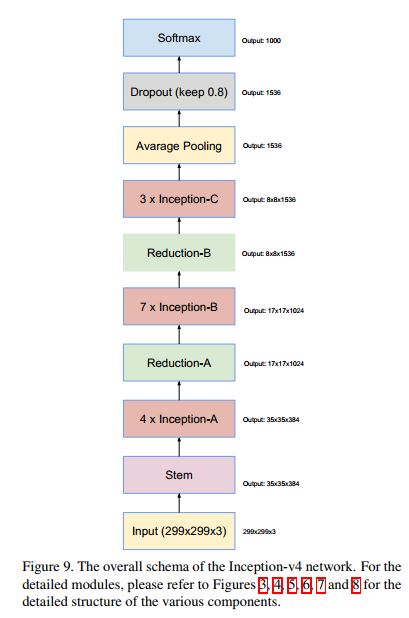 Softmax
Output: 1000
Dropout (keep 0.8)
Output: 1536
Avarage Pooling
Output: 1536
3 x Inception-C
Output: 8x8x1536
Reduction-B
Output: 8x8x1536
7 x Inception-B
Output: 17x17x1024
Reduction-A
Output: 17x17x1024
4 x Inception-A
Output: 35x35x384
Stem
Output: 35x35x384
Input (299x299x3)
299x299x3
Figure 9. The overall schema of the Inception-v4 network. For the
detailed modules, please refer to Figures 3, 4, 5, 6, 7 and 8 for the
detailed structure of the various components.